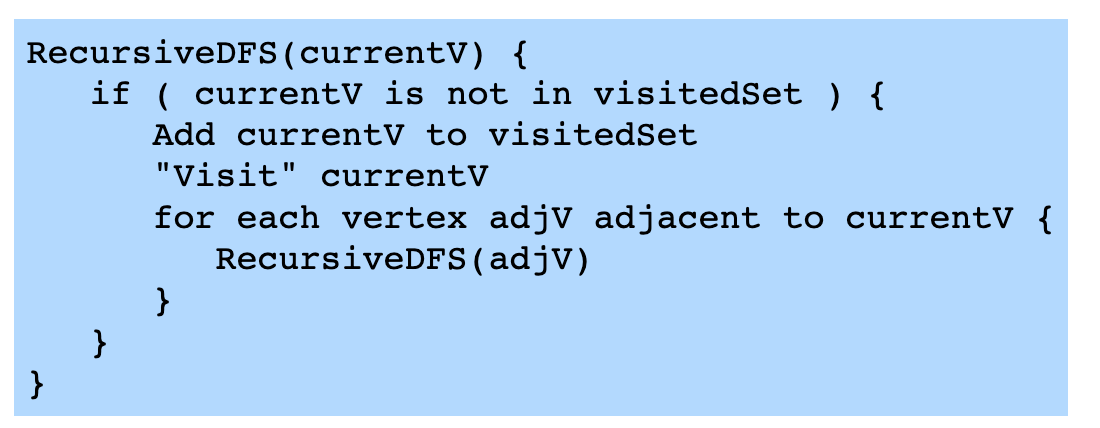 RecursiveDFS(currentV) {
   if ( currentV is not in visitedSet ) {
      Add currentV to visitedSet
      "Visit" currentV
      for each vertex adjV adjacent to currentV {
         RecursiveDFS(adjV)
      }
   }
}